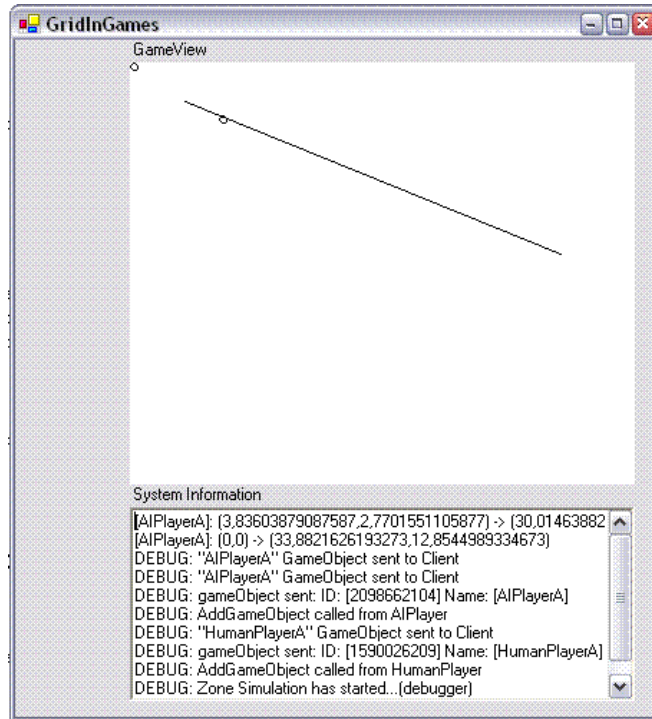 GridInGames
GameView
System Information
[AIPlayerA]: (3,83603879087587,2,7701551105877) -> (30,01463882
[AIPlayerA]: (0,0) -> (33,8821626193273,12,8544989334673)
DEBUG: "AIPlayerA" GameObject sent to Client
DEBUG: "AIPlayerA" GameObject sent to Client
DEBUG: gameObject sent: ID: [2098662104] Name: [AIPlayerA]
DEBUG: AddGameObject called from AIPlayer
DEBUG: "HumanPlayerA" GameObject sent to Client
DEBUG: gameObject sent: ID: [1590026209] Name: [HumanPlayerA]
DEBUG: AddGameObject called from HumanPlayer
DEBUG: Zone Simulation has started...(debugger)